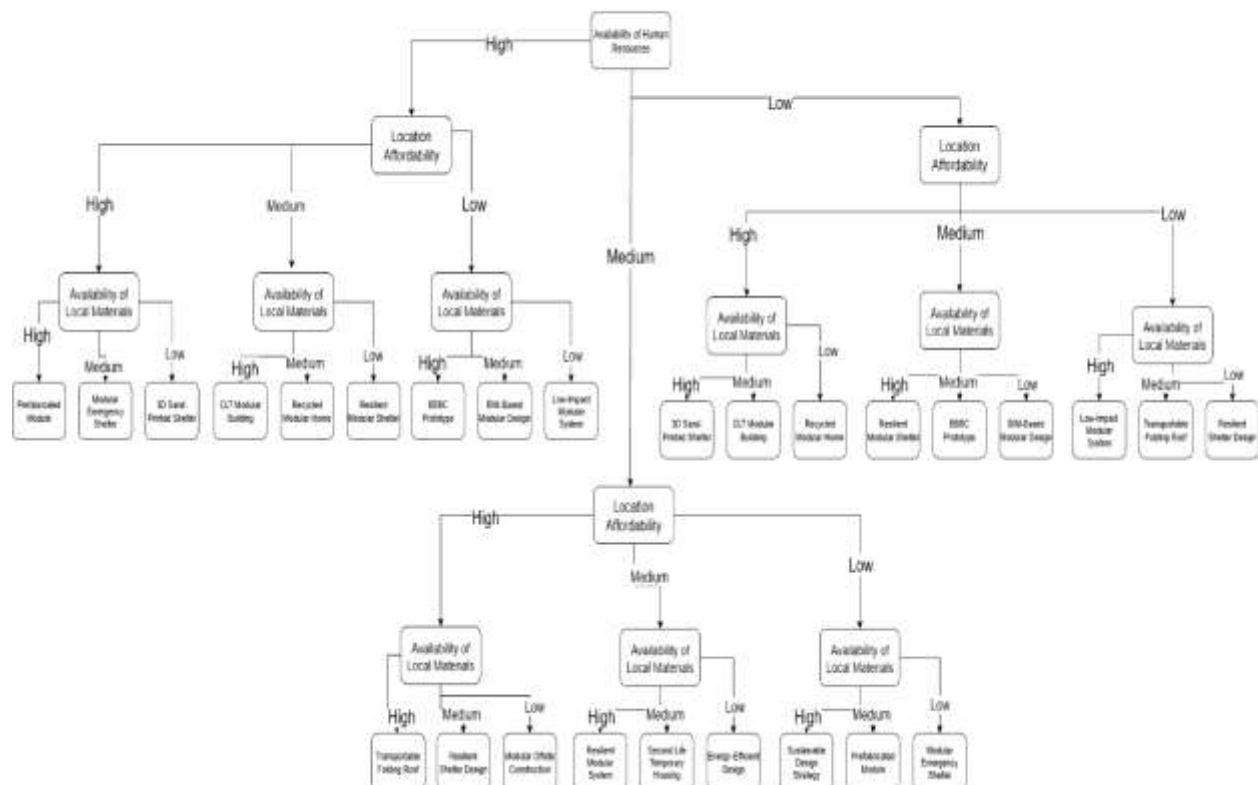 Availability of Human
Resources
High
Low
Medium
Location
Affordability
High
Medium
Low
Availability of
Local Materials
High
Medium
Low
Prefabricated
Module
Modular
Emergency
Shelter
3D Sand-
Printed Shelter
Availability of
Local Materials
High
Medium
Low
CLT Modular
Building
Recycled
Modular Home
Resilient
Modular Shelter
Availability of
Local Materials
High
Medium
Low
Prototype
BIM-Based
Modular Design
Low-Impact
Modular
System
Location
Affordability
High
Medium
Low
Availability of
Local Materials
High
Medium
Low
3D Sand-
Printed Shelter
CLT Modular
Building
Recycled
Modular Home
Availability of
Local Materials
High
Medium
Low
Resilient
Modular Shelter
Prototype
BIM-Based
Modular Design
Availability of
Local Materials
High
Medium
Low
Low-Impact
Modular
System
Transportable
Folding Roof
Resilient
Shelter Design
Location
Affordability
High
Medium
Low
Availability of
Local Materials
High
Medium
Low
Transportable
Folding Roof
Resilient
Shelter Design
Modular Offsite
Construction
Availability of
Local Materials
High
Medium
Low
Resilient
Modular
System
Second Life
Temporary
Housing
Energy-Efficient
Design
Availability of
Local Materials
High
Medium
Low
Sustainable
Design
Strategy
Prefabricated
Module
Modular
Emergency
Shelter